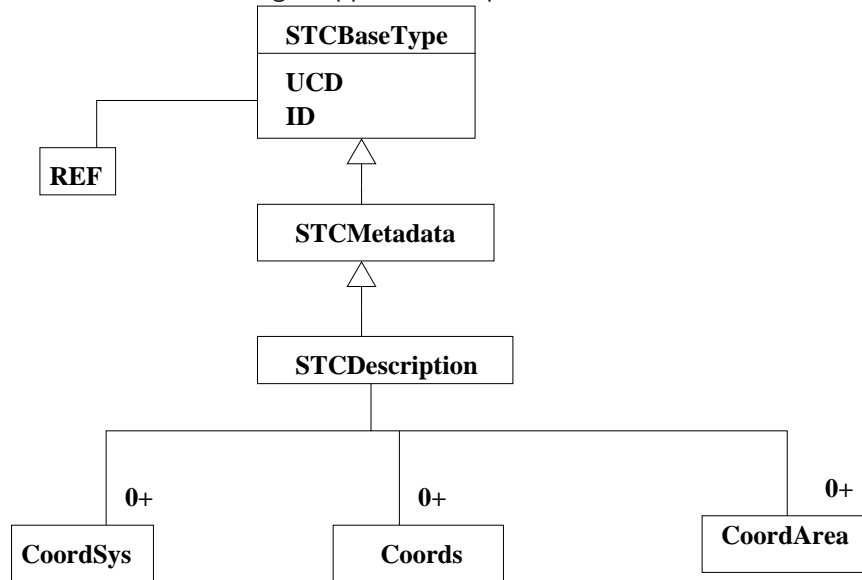 STCBaseType
UCD
ID
REF
STCMetadata
STCDescription
0+
0+
0+
CoordSys
Coords
CoordArea